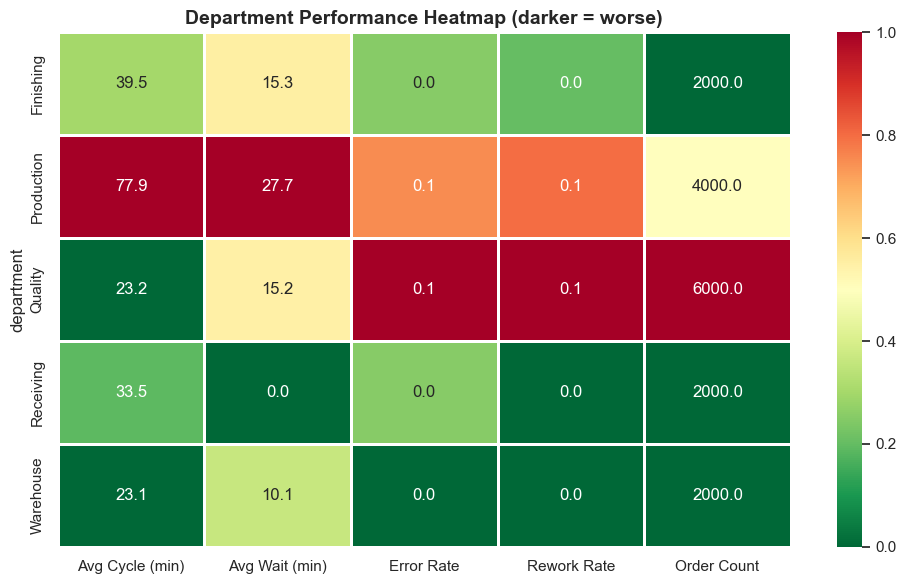 Department Performance Heatmap (darker = worse)
department
Finishing
39.5 15.3 0.0 0.0 2000.0
Production
77.9 27.7 0.1 0.1 4000.0
Quality
23.2 15.2 0.1 0.1 6000.0
Receiving
33.5 0.0 0.0 0.0 2000.0
Warehouse
23.1 10.1 0.0 0.0 2000.0
Avg Cycle (min) Avg Wait (min) Error Rate Rework Rate Order Count
1.0
0.8
0.6
0.4
0.2
0.0